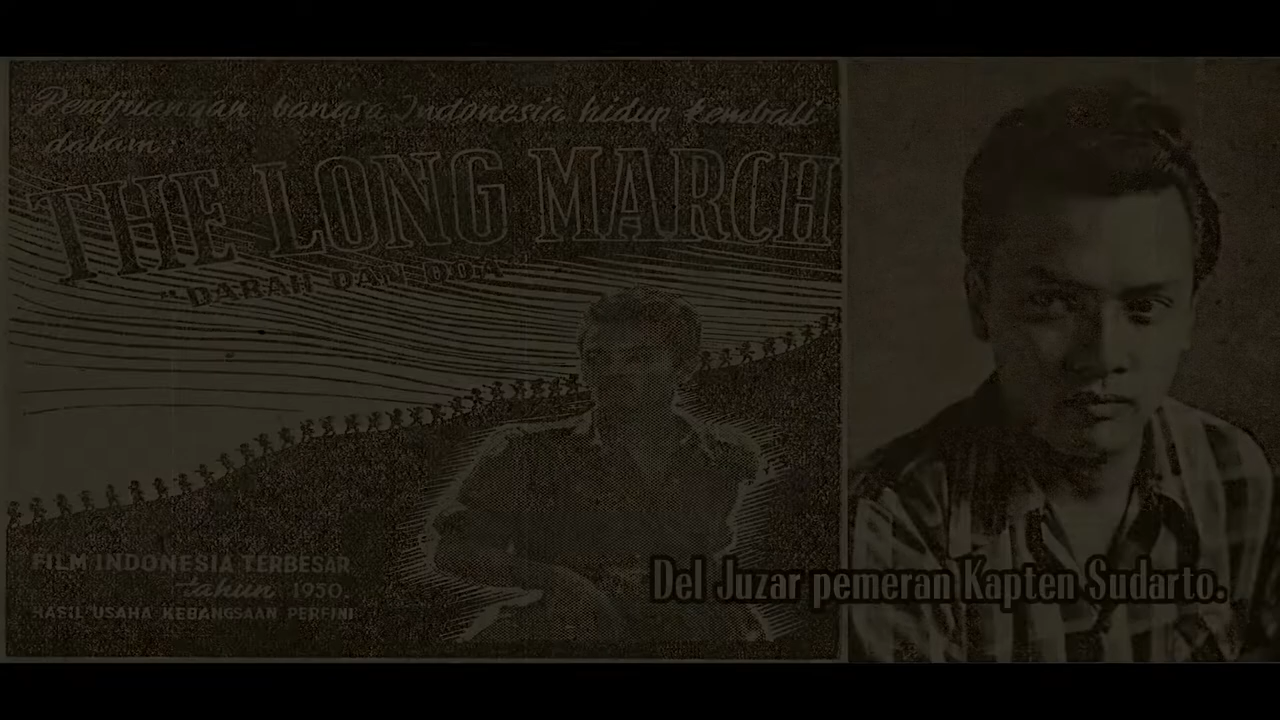 Perdjuangan bangsa Indonesia hidup kembali
dalam:
THE LONG MARCH
"DARAH DAN DOA"
FILM INDONESIA TERBESAR
tahun 1950.
HASIL USAHA KEBANGSAAN PERFINI
Del Juzar pemeran Kapten Sudarto.